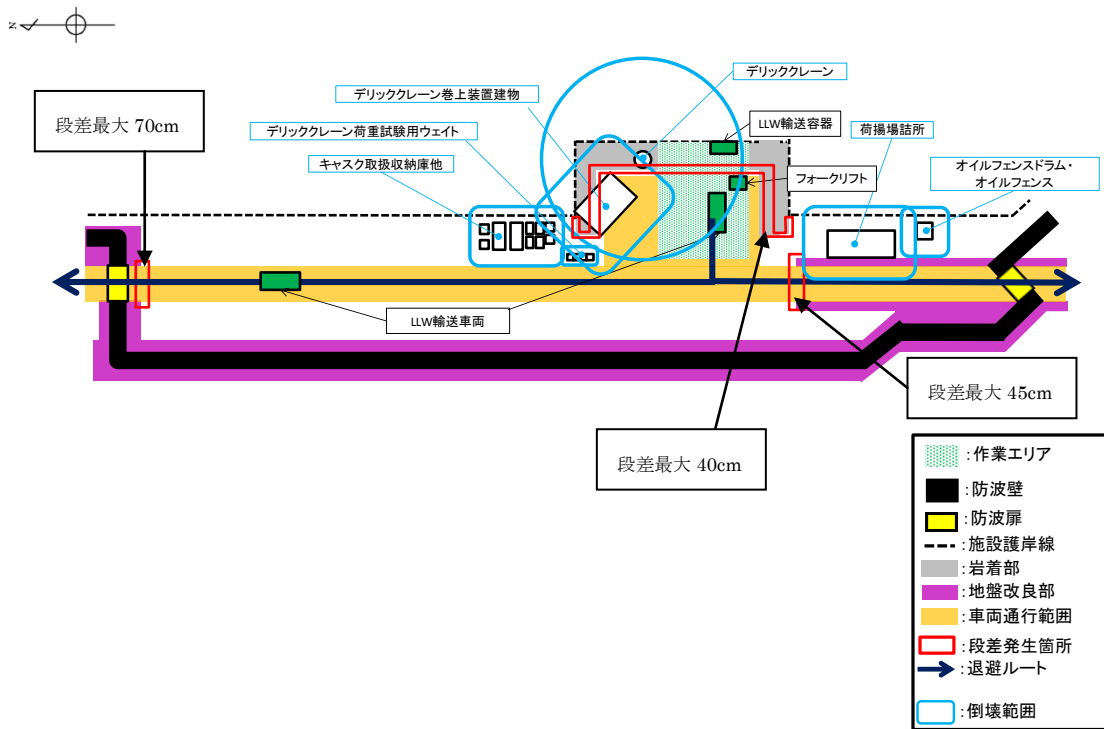 N
デリッククレーン
デリッククレーン巻上装置建物
段差最大 70cm
デリッククレーン荷重試験用ウェイト
LLW輸送容器
荷揚場詰所
キャスク取扱収納庫他
フォークリフト
オイルフェンスドラム・
オイルフェンス
LLW輸送車両
段差最大 45cm
段差最大 40cm
:作業エリア
:防波壁
:防波扉
:施設護岸線
:岩着部
:地盤改良部
:車両通行範囲
:段差発生箇所
:退避ルート
:倒壊範囲